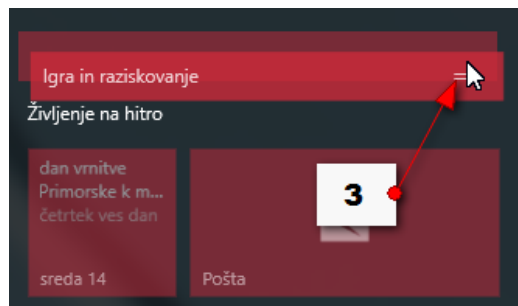 Igra in raziskovanje
Življenje na hitro
dan vrnitve
Primorske k m...
četrtek ves dan
3
sreda 14
Pošta